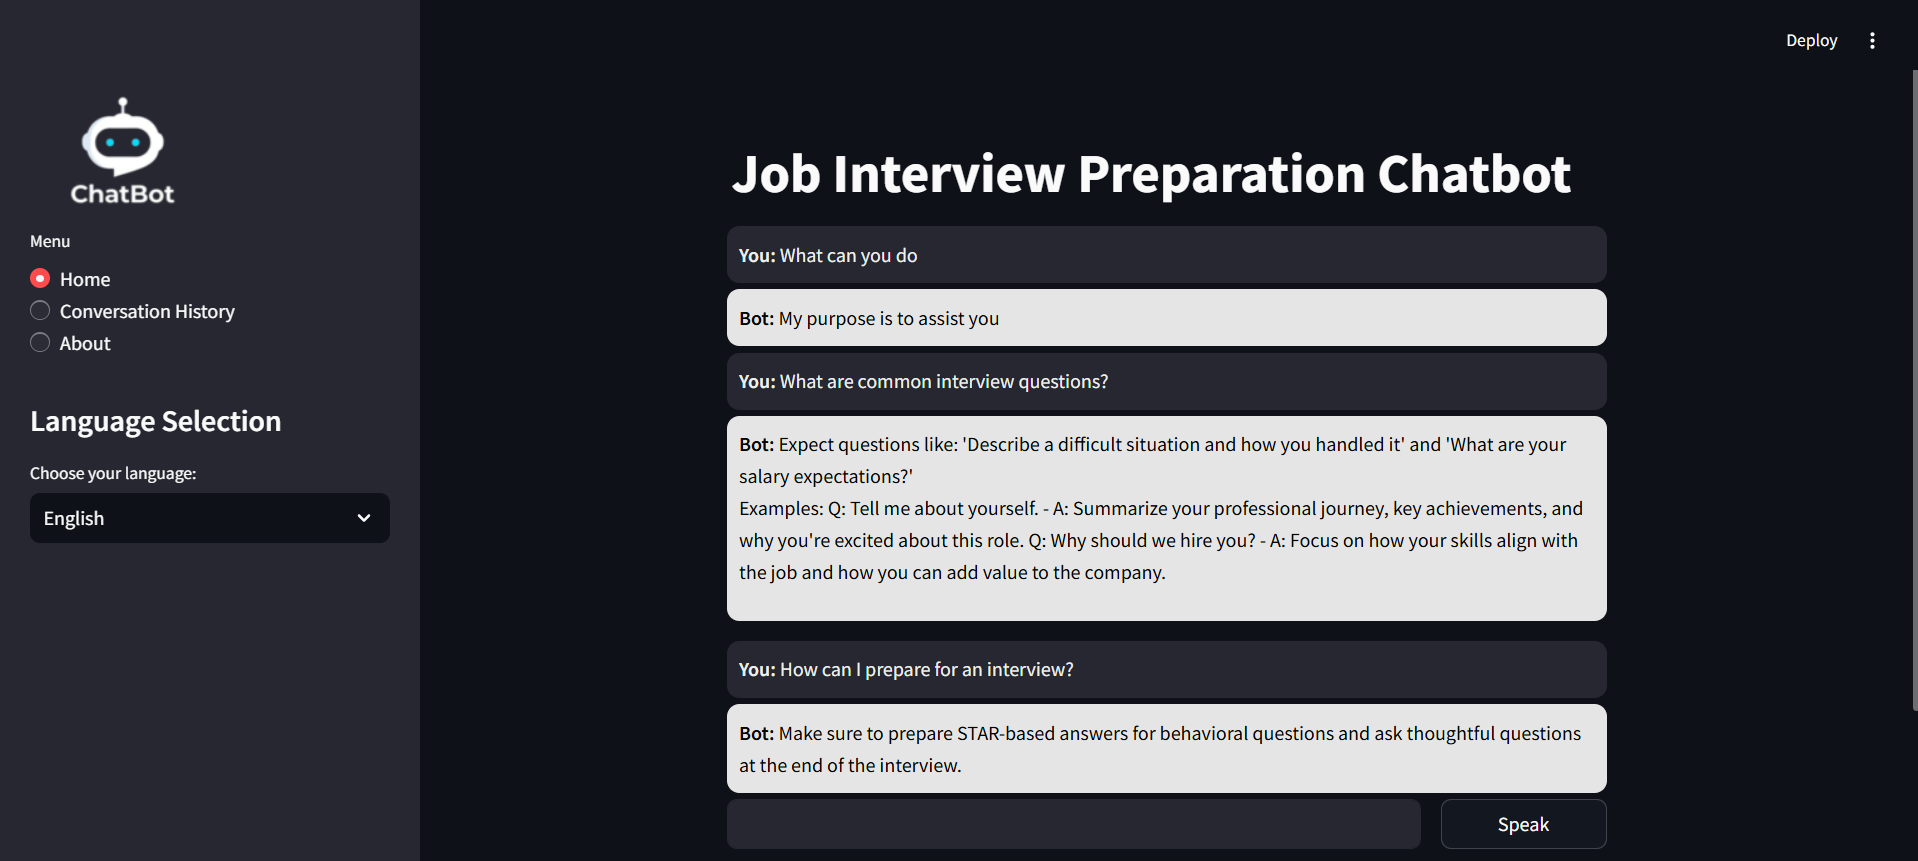 Deploy
ChatBot
Menu
Home
Conversation History
About
Language Selection
Choose your language:
English
Job Interview Preparation Chatbot
You: What can you do
Bot: My purpose is to assist you
You: What are common interview questions?
Bot: Expect questions like: 'Describe a difficult situation and how you handled it' and 'What are your
salary expectations?'
Examples: Q: Tell me about yourself. - A: Summarize your professional journey, key achievements, and
why you're excited about this role. Q: Why should we hire you? - A: Focus on how your skills align with
the job and how you can add value to the company.
You: How can I prepare for an interview?
Bot: Make sure to prepare STAR-based answers for behavioral questions and ask thoughtful questions
at the end of the interview.
Speak